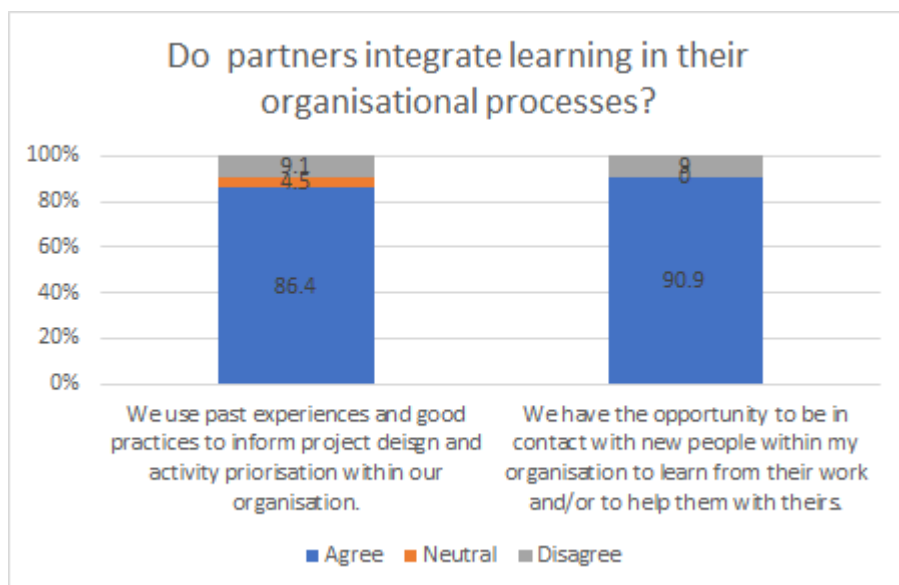 Do partners integrate learning in their
organisational processes?
100%
80%
60%
40%
20%
0%
9.1
4.5
86.4
9
0
90.9
We use past experiences and good
practices to inform project deisgn and
activity priorisation within our
organisation.
We have the opportunity to be in
contact with new people within my
organisation to learn from their work
and/or to help them with theirs.
Agree Neutral Disagree